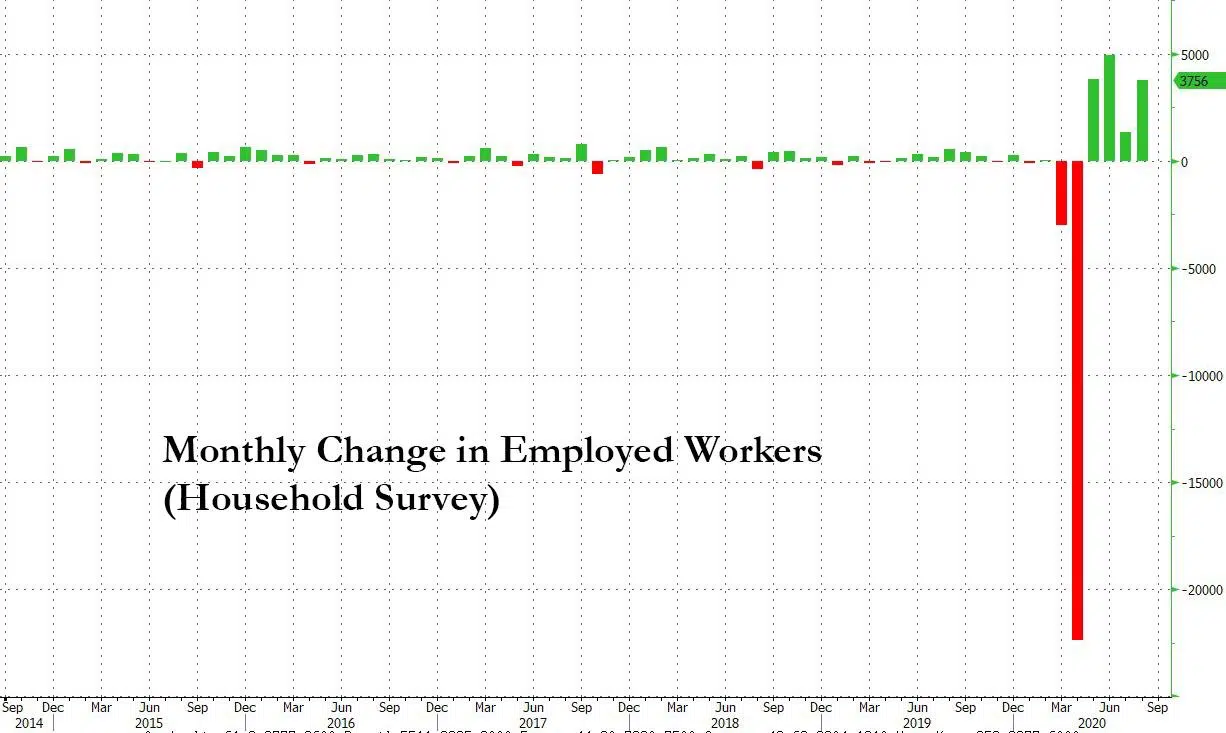 5000
3756
0
-5000
-10000
Monthly Change in Employed Workers
(Household Survey)
-15000
-20000
Sep Dec Mar Jun Sep Dec Mar Jun Sep Dec Mar Jun Sep Dec Mar Jun Sep Dec Mar Jun Sep Dec Mar Jun Sep
2014 2015 2016 2017 2018 2019 2020